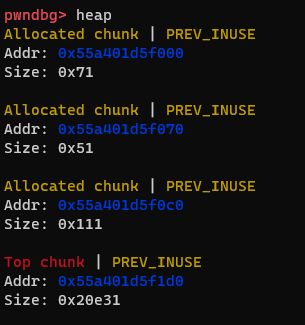 pwndbg> heap
Allocated chunk | PREV_INUSE
Addr: 0x55a401d5f000
Size: 0x71
Allocated chunk | PREV_INUSE
Addr: 0x55a401d5f070
Size: 0x51
Allocated chunk | PREV_INUSE
Addr: 0x55a401d5f0c0
Size: 0x111
Top chunk | PREV_INUSE
Addr: 0x55a401d5f1d0
Size: 0x20e31